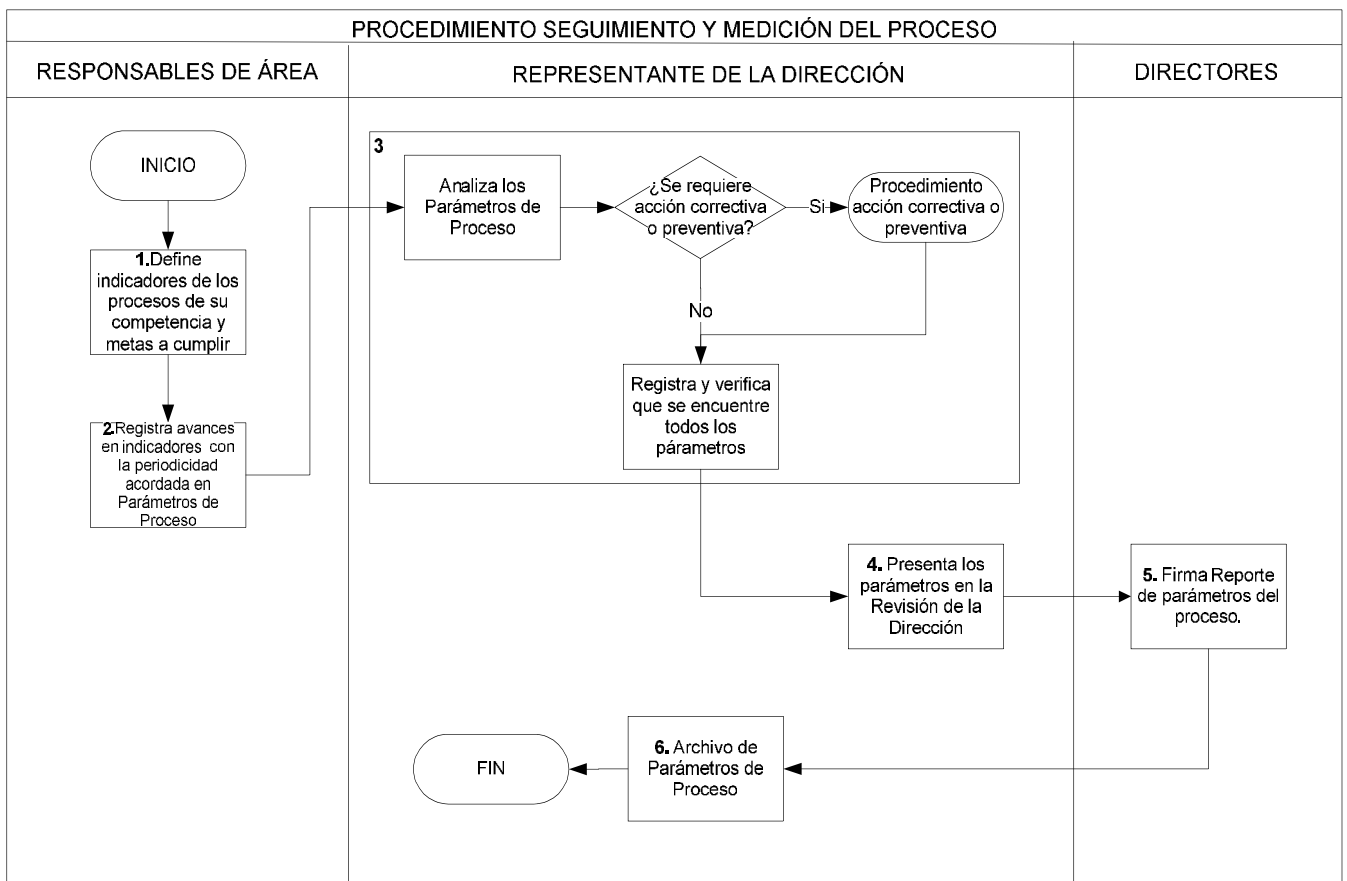 PROCEDIMIENTO SEGUIMIENTO Y MEDICIÓN DEL PROCESO
RESPONSABLES DE ÁREA
REPRESENTANTE DE LA DIRECCIÓN
DIRECTORES
INICIO
1.Define
indicadores de los
procesos de su
competencia y
metas a cumplir
2.Registra avances
en indicadores con
la periodicidad
acordada en
Parámetros de
Proceso
3
Analiza los
Parámetros de
Proceso
¿Se requiere
acción correctiva
o preventiva?
Si
Procedimiento
acción correctiva o
preventiva
No
Registra y verifica
que se encuentre
todos los
párametros
4. Presenta los
parámetros en la
Revisión de la
Dirección
5. Firma Reporte
de parámetros del
proceso.
6. Archivo de
Parámetros de
Proceso
FIN